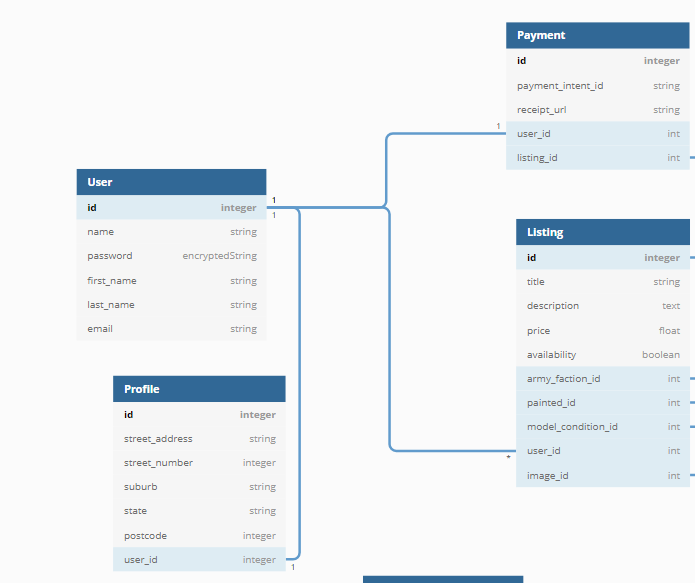 Payment
id integer
payment_intent_id string
receipt_url string
1 user_id int
listing_id int
User
id integer 1
1
name string
password encryptedString
first_name string
last_name string
email string
Listing
id integer
title string
description text
price float
availability boolean
army_faction_id int
painted_id int
model_condition_id int
user_id int
*
image_id int
Profile
id integer
street_address string
street_number integer
suburb string
state string
postcode integer
user_id integer
1